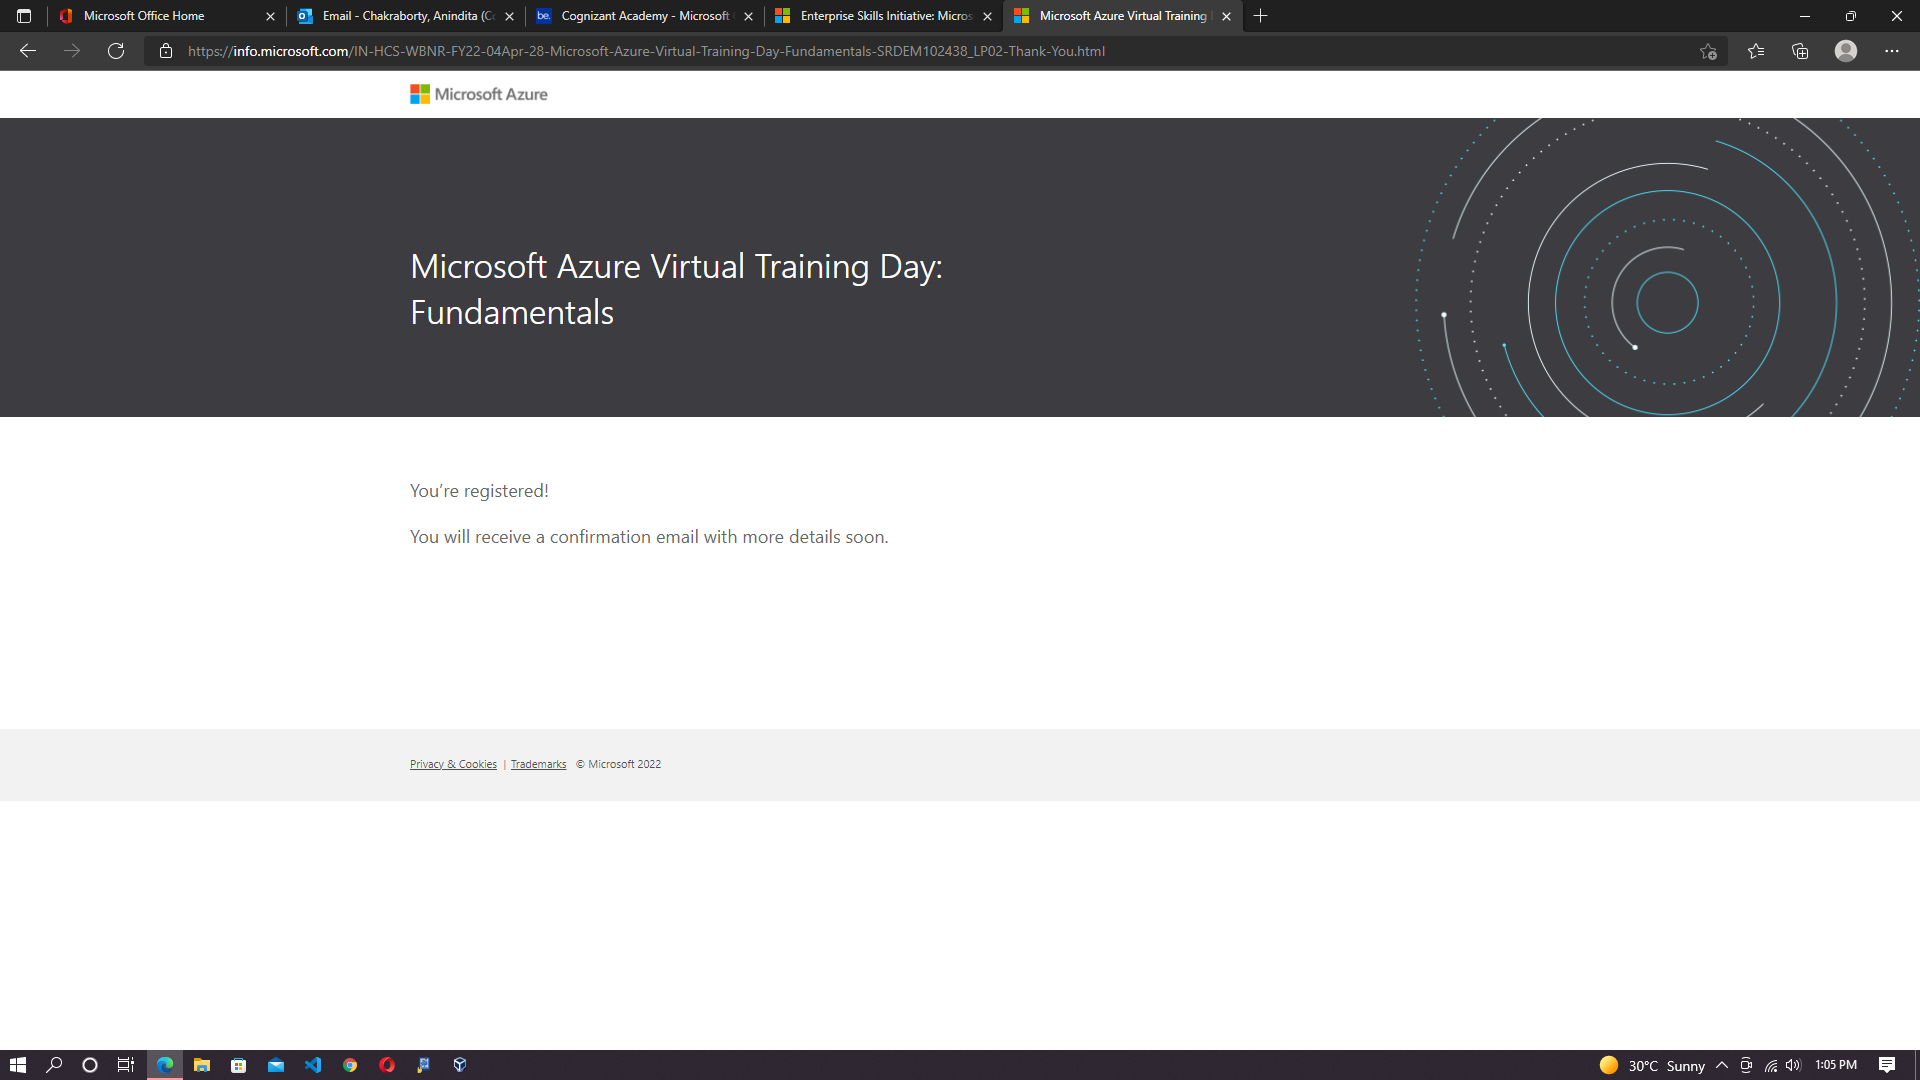 Microsoft Office Home
Email - Chakraborty, Anindita (Co
be. Cognizant Academy - Microsoft
Enterprise Skills Initiative: Micros
Microsoft Azure Virtual Training
https://info.microsoft.com/IN-HCS-WBNR-FY22-04Apr-28-Microsoft-Azure-Virtual-Training-Day-Fundamentals-SRDEM102438_LP02-Thank-You.html
Microsoft Azure
Microsoft Azure Virtual Training Day:
Fundamentals
You’re registered!
You will receive a confirmation email with more details soon.
Privacy & Cookies | Trademarks © Microsoft 2022
30°C Sunny 1:05 PM